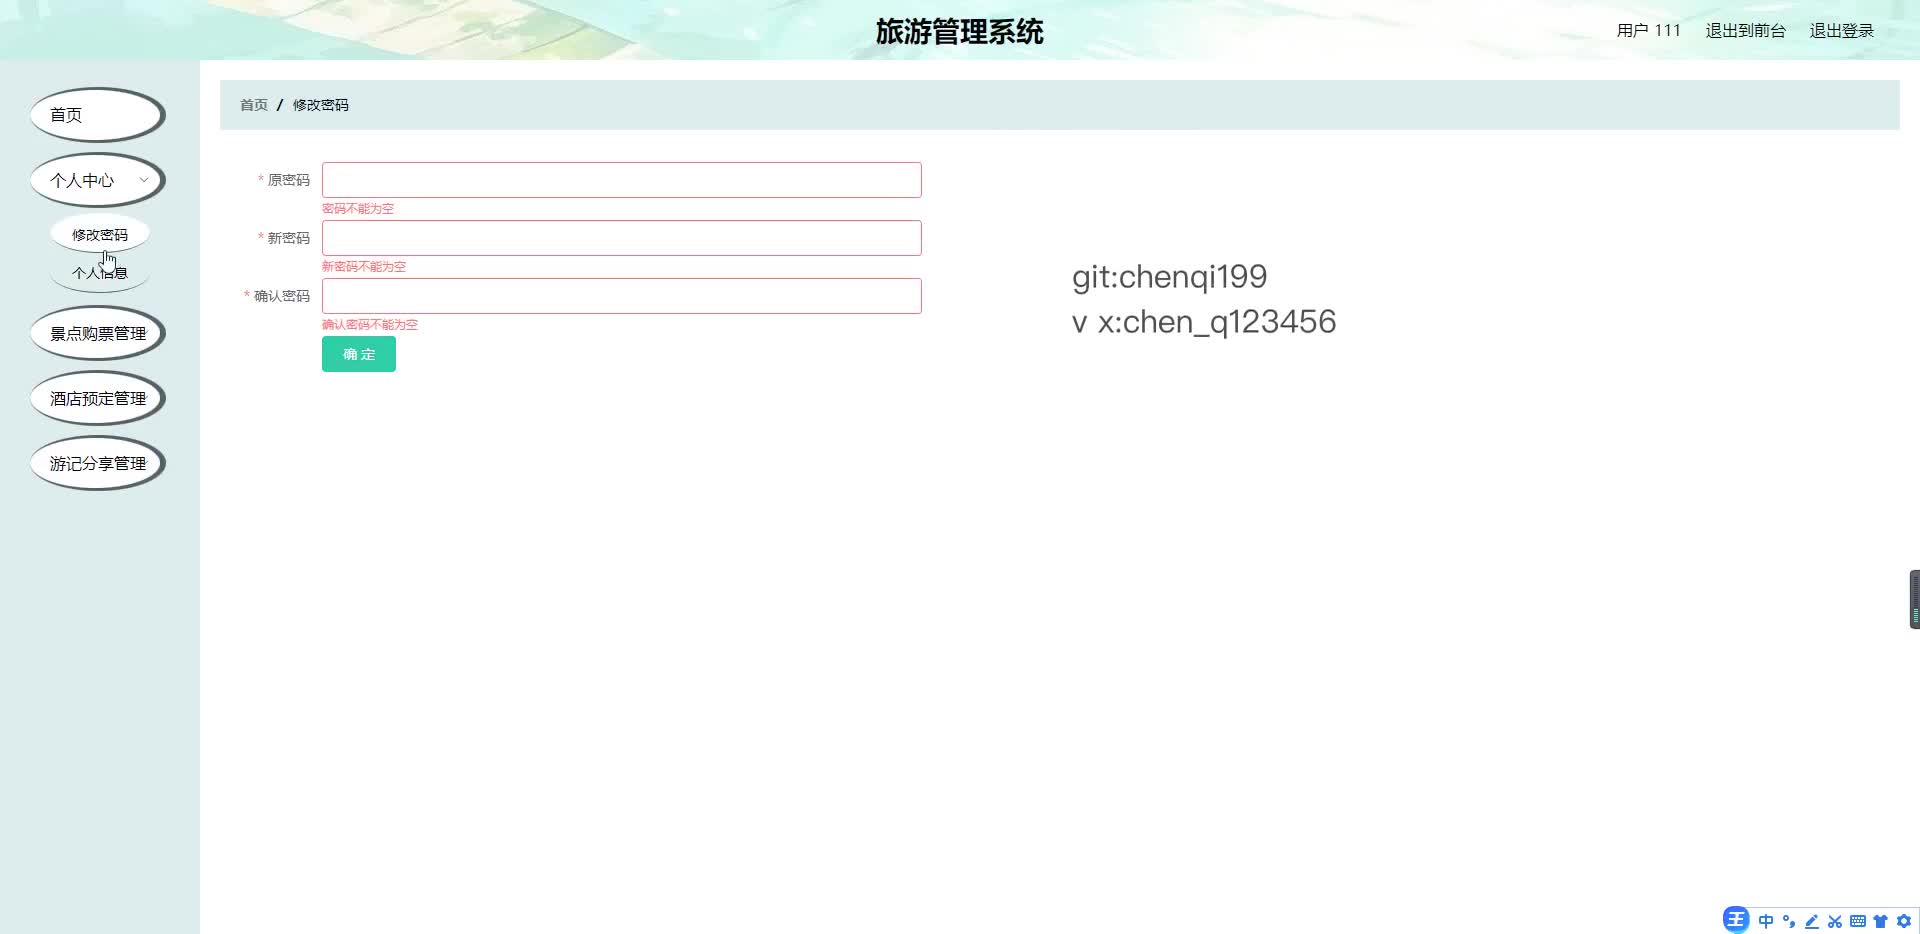 旅游管理系统
用户 111 退出到前台 退出登录
首页
个人中心
修改密码
个人信息
景点购票管理
酒店预定管理
游记分享管理
首页 / 修改密码
* 原密码
密码不能为空
* 新密码
新密码不能为空
* 确认密码
确认密码不能为空
确 定
git:chenqi199
v x:chen_q123456
王 中